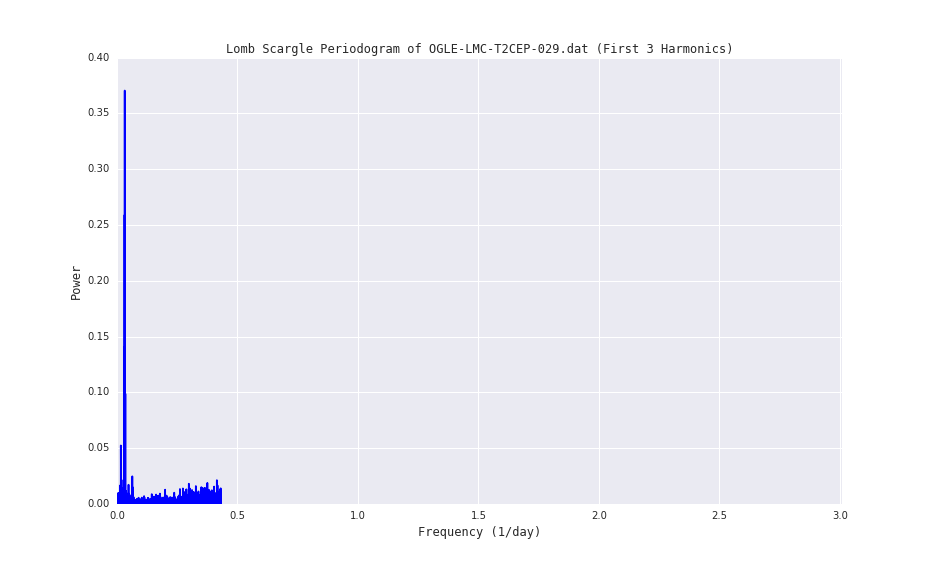 Lomb Scargle Periodogram of OGLE-LMC-T2CEP-029.dat (First 3 Harmonics)
0.40
0.35
0.30
0.25
0.20
0.15
0.10
0.05
0.00
Power
0.0 0.5 1.0 1.5 2.0 2.5 3.0
Frequency (1/day)